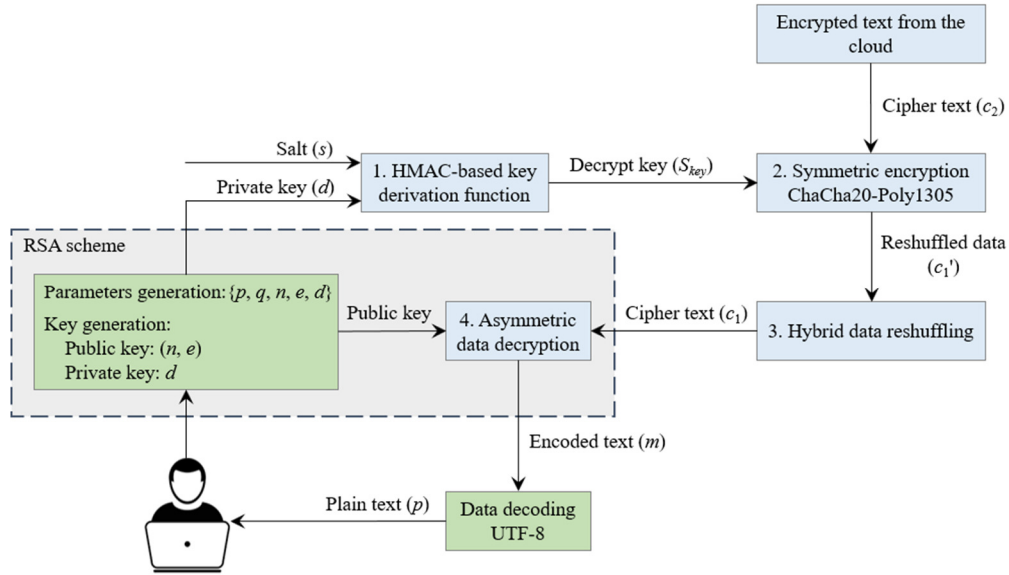 Encrypted text from the
cloud
Cipher text (c₂)
Salt (s)
Private key (d)
1. HMAC-based key
derivation function
Decrypt key (Sₖₑᵧ)
2. Symmetric encryption
ChaCha20-Poly1305
Reshuffled data
(c₁')
RSA scheme
Parameters generation:{p, q, n, e, d}
Key generation:
Public key: (n, e)
Private key: d
Public key
4. Asymmetric
data decryption
Cipher text (c₁)
3. Hybrid data reshuffling
Encoded text (m)
Plain text (p)
Data decoding
UTF-8